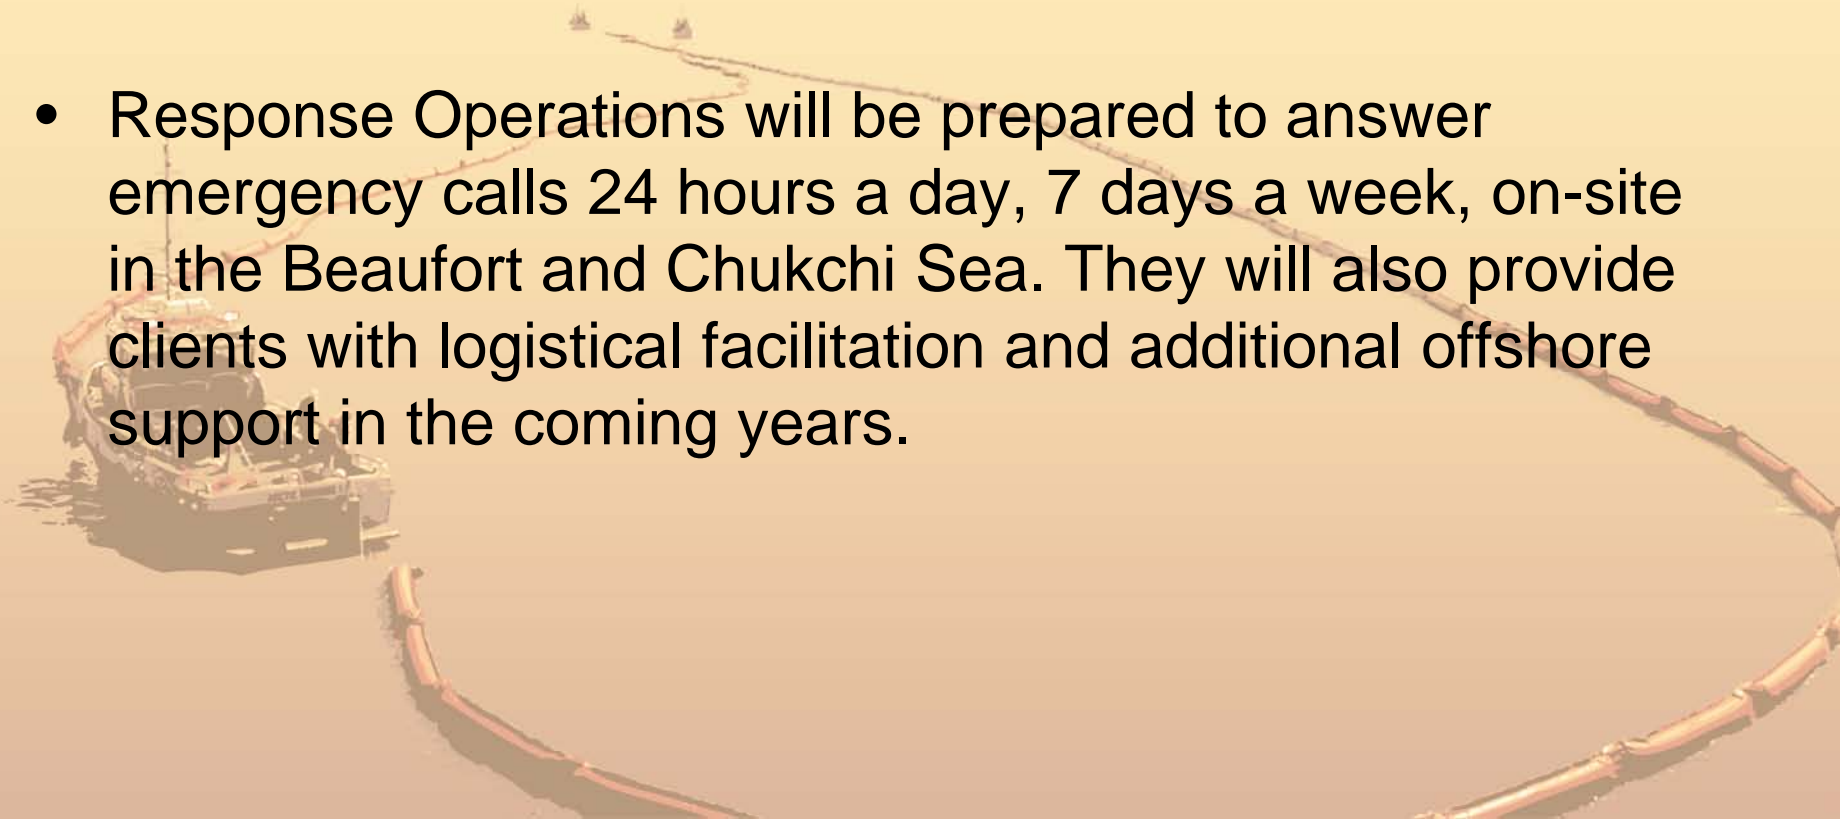 • Response Operations will be prepared to answer
emergency calls 24 hours a day, 7 days a week, on-site
in the Beaufort and Chukchi Sea. They will also provide
clients with logistical facilitation and additional offshore
support in the coming years.